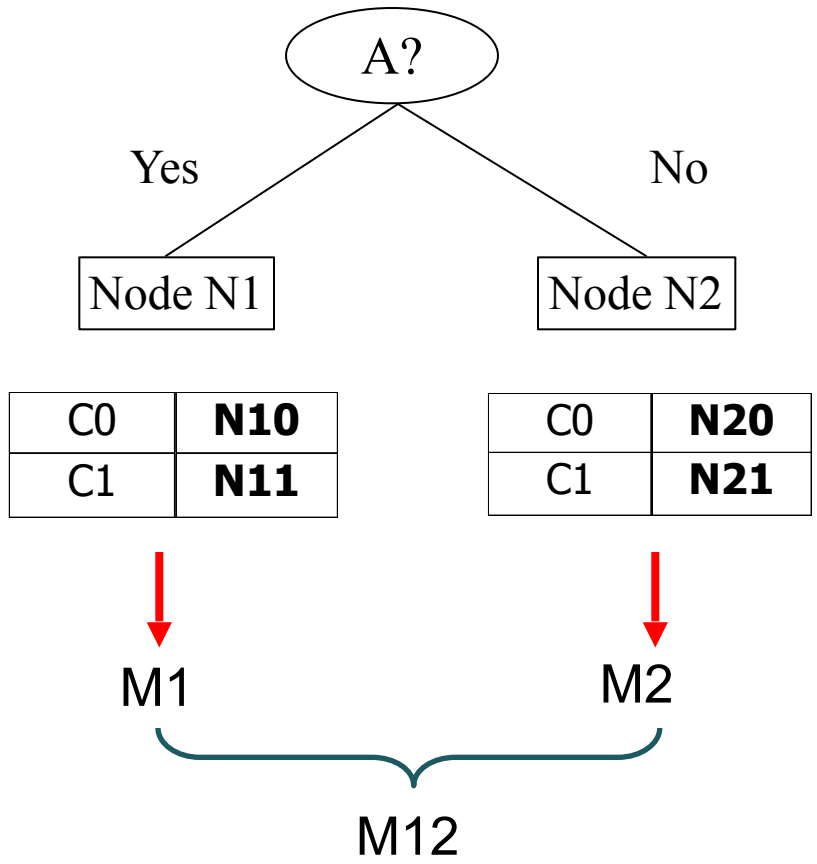 A?
Yes No
Node N1 Node N2
C0 N10 C0 N20
C1 N11 C1 N21
M1 M2
M12